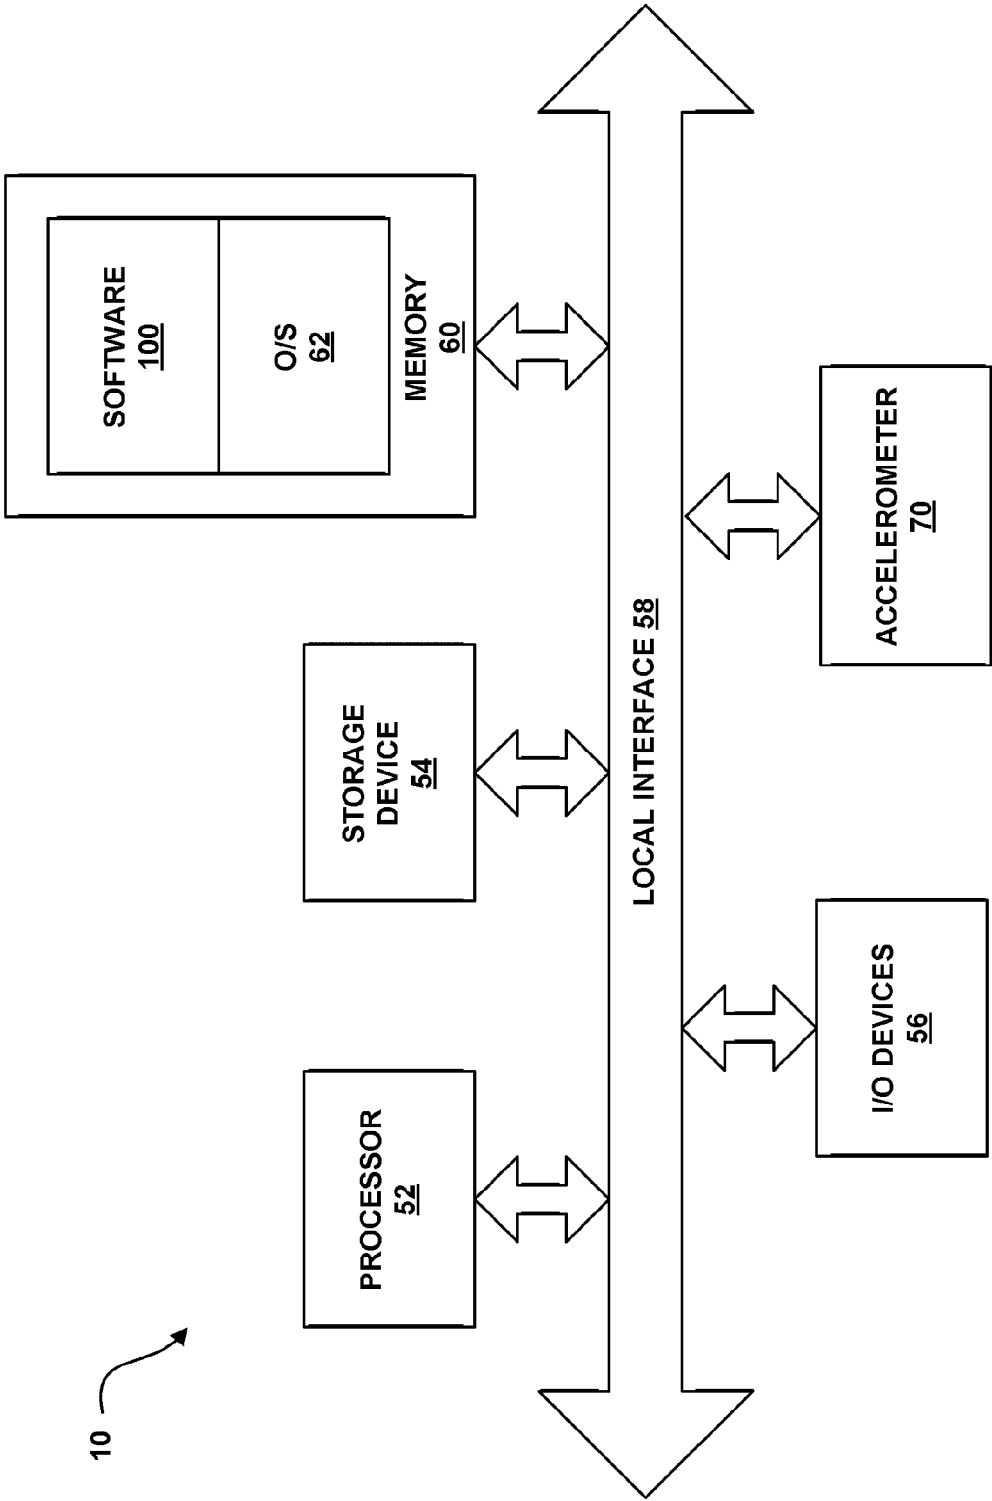 10
PROCESSOR
52
STORAGE
DEVICE
54
SOFTWARE
100
O/S
62
MEMORY
60
LOCAL INTERFACE 58
I/O DEVICES
56
ACCELEROMETER
70